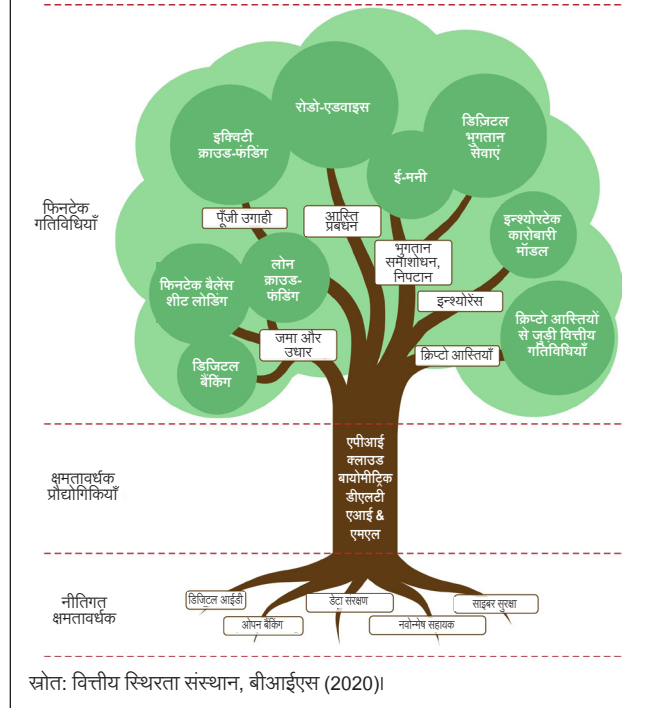 फिनटेक
गतिविधियाँ
इक्विटी
क्राउड-फंडिंग
रोडो-एडवाइस
ई-मनी
डिज़िटल
भुगतान
सेवाएं
पूँजी उगाही
आस्ति
प्रबंधन
भुगतान
समाशोधन,
निपटान
इन्श्योरटेक
कारोबारी
मॉडल
फिनटेक बैलेंस
शीट लोडिंग
लोन
क्राउड-
फंडिंग
इन्श्योरेंस
जमा और
उधार
डिजिटल
बैंकिंग
क्रिप्टो आस्तियाँ
क्रिप्टो आस्तियों
से जुड़ी वित्तीय
गतिविधियाँ
क्षमतावर्धक
प्रौद्योगिकियाँ
एपीआई
क्लाउड
बायोमीट्रिक
डीएलटी
एआई &
एमएल
नीतिगत
क्षमतावर्धक
डिजिटल आईडी
ओपन बैंकिंग
डेटा संरक्षण
नवोन्मेष सहायक
साइबर सुरक्षा
स्रोत: वित्तीय स्थिरता संस्थान, बीआईएस (2020)।